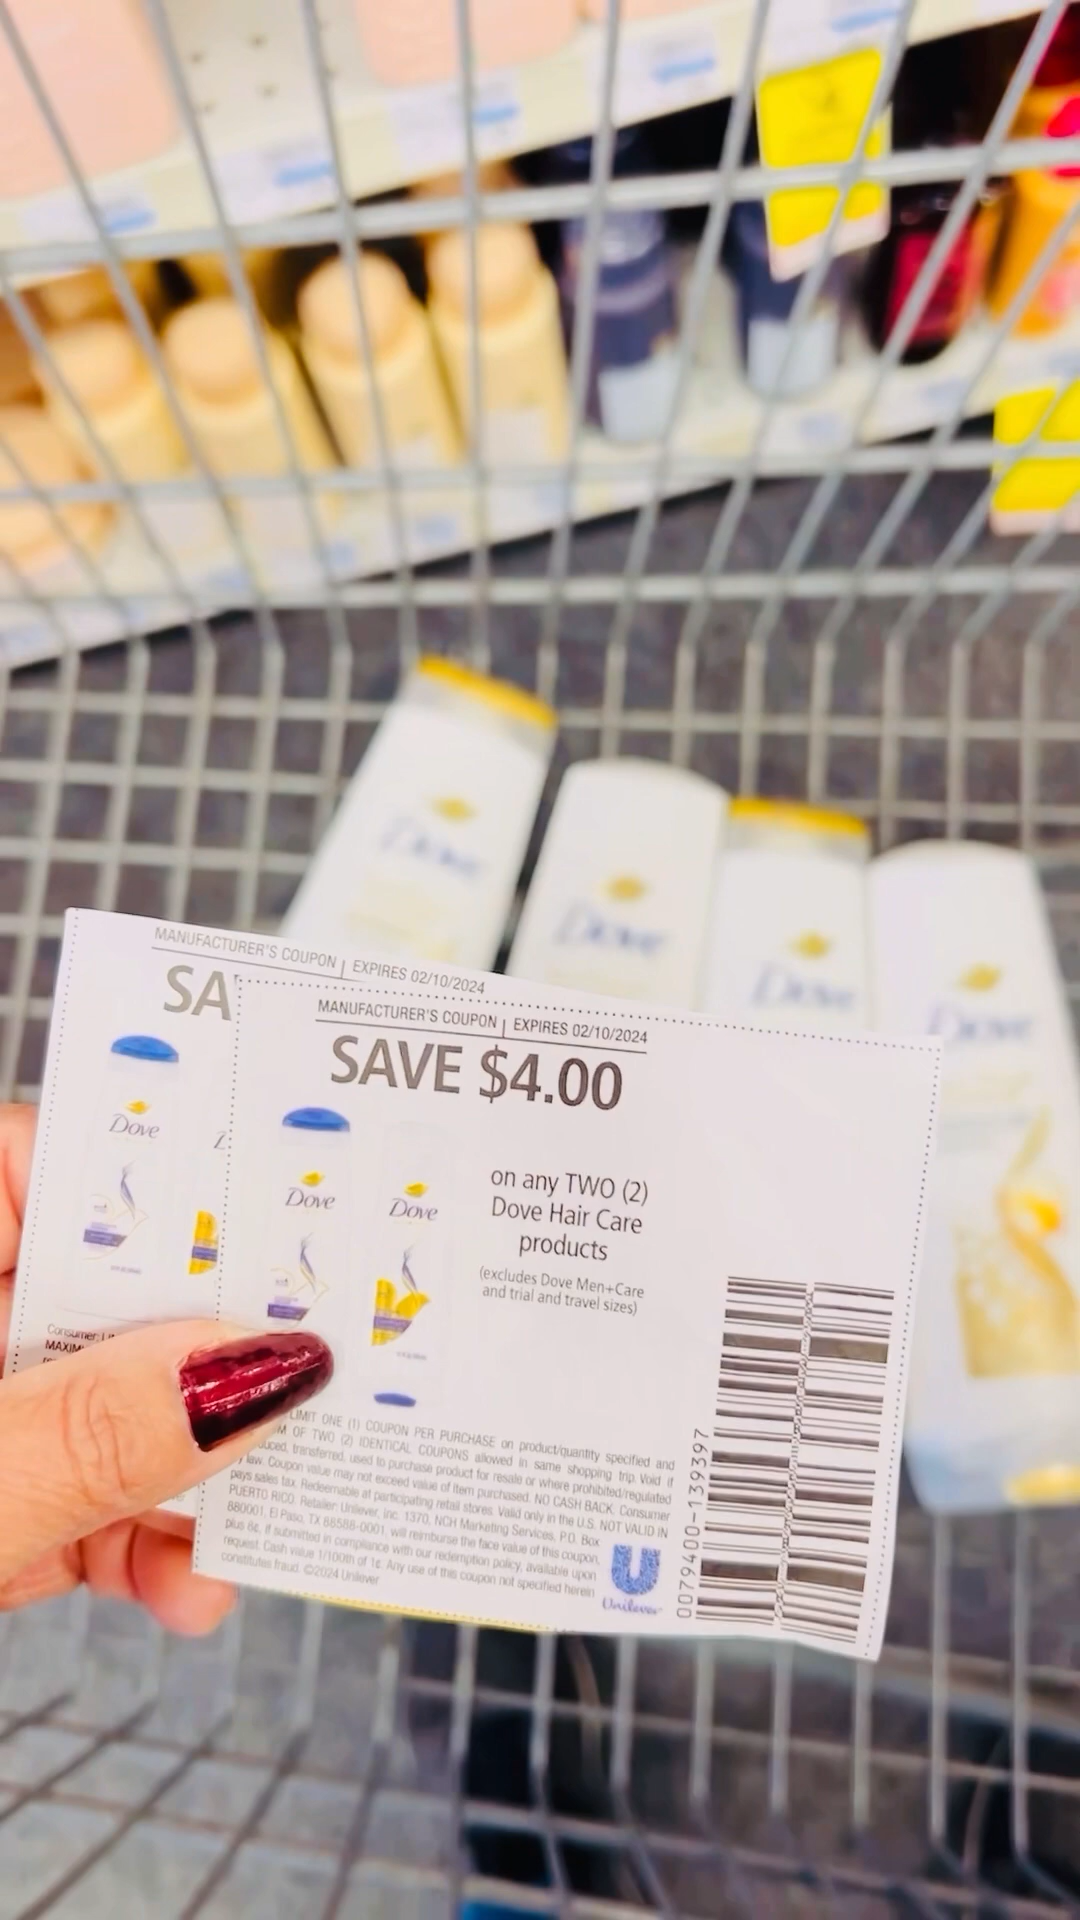 Dove
Dove
Dove
Dove
MANUFACTURER'S COUPON | EXPIRES 02/10/2024
SA
Dove
Consumer:
MAXIM
MANUFACTURER'S COUPON | EXPIRES 02/10/2024
SAVE $4.00
Dove
Dove
on any TWO (2)
Dove Hair Care
products
(excludes Dove Men+Care
and trial and travel sizes)
LIMIT ONE (1) COUPON PER PURCHASE on product/quantity specified and
OF TWO (2) IDENTICAL COUPONS allowed in same shopping trip. Void if
transferred, used to purchase product for resale or where prohibited/regulated
law. Coupon value may not exceed value of item purchased. NO CASH BACK. Consumer
pays sales tax. Redeemable at participating retail stores. Valid only in the U.S. NOT VALID IN
PUERTO RICO. Retailer: Unilever, Inc. 1370, NCH Marketing Services, P.O. Box
880001, El Paso, TX 88588-0001, will reimburse the face value of this coupon,
plus 8¢, if submitted in compliance with our redemption policy, available upon
request. Cash value 1/100th of 1¢. Any use of this coupon not specified herein
constitutes fraud. ©2024 Unilever
Unilever
0079400-139397